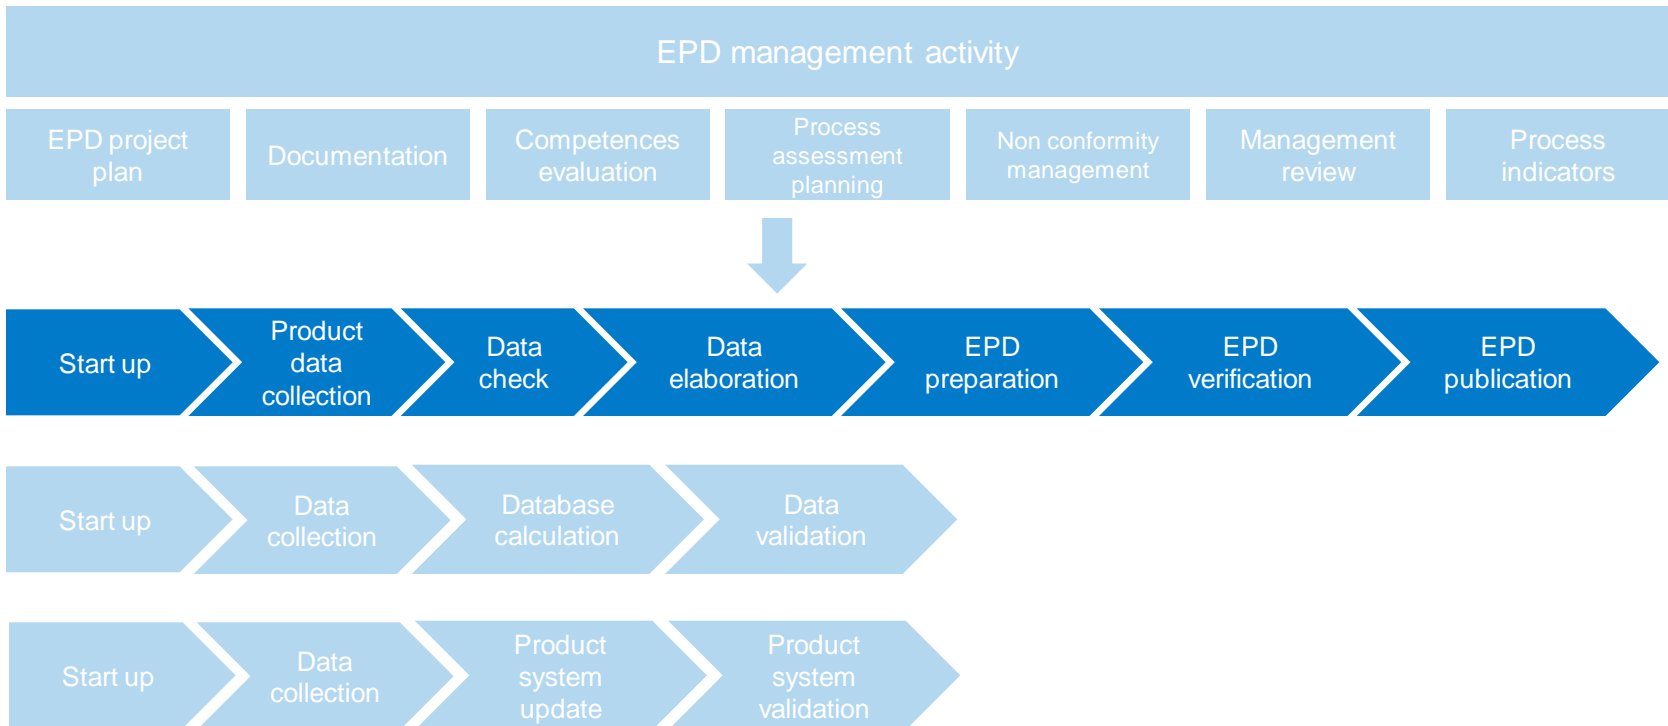 EPD management activity
EPD project
plan
Documentation
Competences
evaluation
Process
assessment
planning
Non conformity
management
Management
review
Process
indicators
Start up
Product
data
collection
Data
check
Data
elaboration
EPD
preparation
EPD
verification
EPD
publication
Start up
Data
collection
Database
calculation
Data
validation
Start up
Data
collection
Product
system
update
Product
system
validation